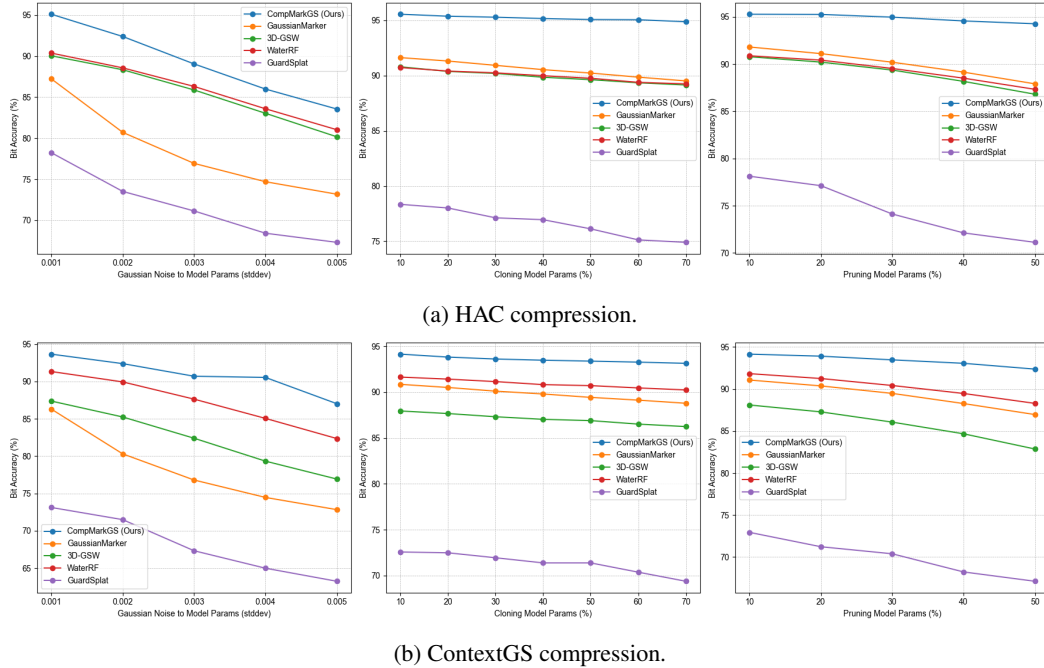 95
90
85
80
75
70
Bit Accuracy (%)
CompMarkGS (Ours)
GaussianMarker
3D-GSW
WaterRF
GuardSplat
0.001 0.002 0.003 0.004 0.005
Gaussian Noise to Model Params (stddev)
95
90
85
80
75
Bit Accuracy (%)
CompMarkGS (Ours)
GaussianMarker
3D-GSW
WaterRF
GuardSplat
10 20 30 40 50 60 70
Cloning Model Params (%)
95
90
85
80
75
70
Bit Accuracy (%)
CompMarkGS (Ours)
GaussianMarker
3D-GSW
WaterRF
GuardSplat
10 20 30 40 50
Pruning Model Params (%)
(a) HAC compression.
95
90
85
80
75
70
65
Bit Accuracy (%)
CompMarkGS (Ours)
GaussianMarker
3D-GSW
WaterRF
GuardSplat
0.001 0.002 0.003 0.004 0.005
Gaussian Noise to Model Params (stddev)
95
90
85
80
75
70
Bit Accuracy (%)
CompMarkGS (Ours)
GaussianMarker
3D-GSW
WaterRF
GuardSplat
10 20 30 40 50 60 70
Cloning Model Params (%)
95
90
85
80
75
70
Bit Accuracy (%)
CompMarkGS (Ours)
GaussianMarker
3D-GSW
WaterRF
GuardSplat
10 20 30 40 50
Pruning Model Params (%)
(b) ContextGS compression.